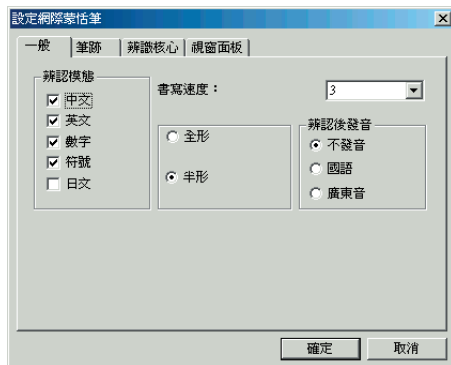 設定網際蒙恬筆
一般 筆跡 辨識核心 視窗面板
辨認模態
中文
英文
數字
符號
日文
書寫速度：
3
全形
半形
辨認後發音
不發音
國語
廣東音
確定 取消